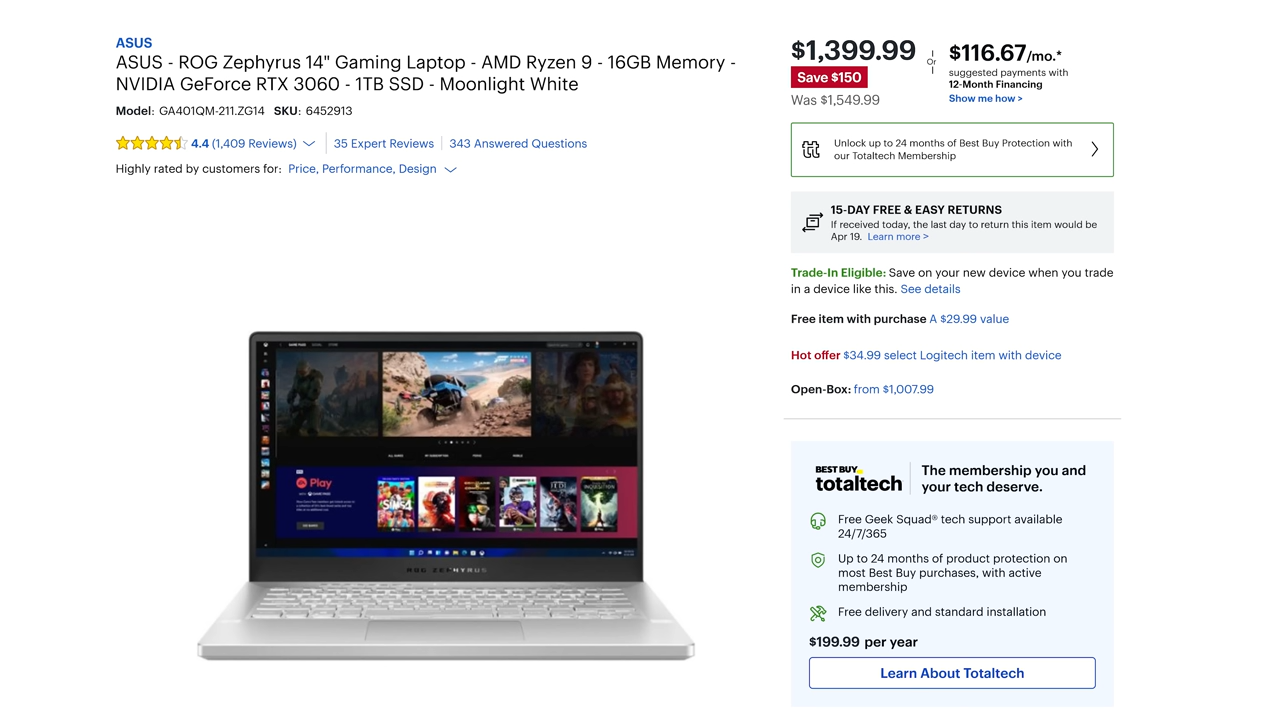 ASUS
ASUS - ROG Zephyrus 14" Gaming Laptop - AMD Ryzen 9 - 16GB Memory -
NVIDIA GeForce RTX 3060 - 1TB SSD - Moonlight White
Model: GA401QM-211.ZG14 SKU: 6452913
4.4 (1,409 Reviews) 35 Expert Reviews 343 Answered Questions
Highly rated by customers for: Price, Performance, Design
$1,399.99
Save $150
Was $1,549.99
Or
$116.67/mo.*
suggested payments with
12-Month Financing
Show me how >
Unlock up to 24 months of Best Buy Protection with
our Totaltech Membership
15-DAY FREE & EASY RETURNS
If received today, the last day to return this item would be
Apr 19. Learn more >
Trade-In Eligible: Save on your new device when you trade
in a device like this. See details
Free item with purchase A $29.99 value
Hot offer $34.99 select Logitech item with device
Open-Box: from $1,007.99
Play
ROG ZEPHYRUS
BEST BUY
totaltech
The membership you and
your tech deserve.
Free Geek Squad® tech support available
24/7/365
Up to 24 months of product protection on
most Best Buy purchases, with active
membership
Free delivery and standard installation
$199.99 per year
Learn About Totaltech